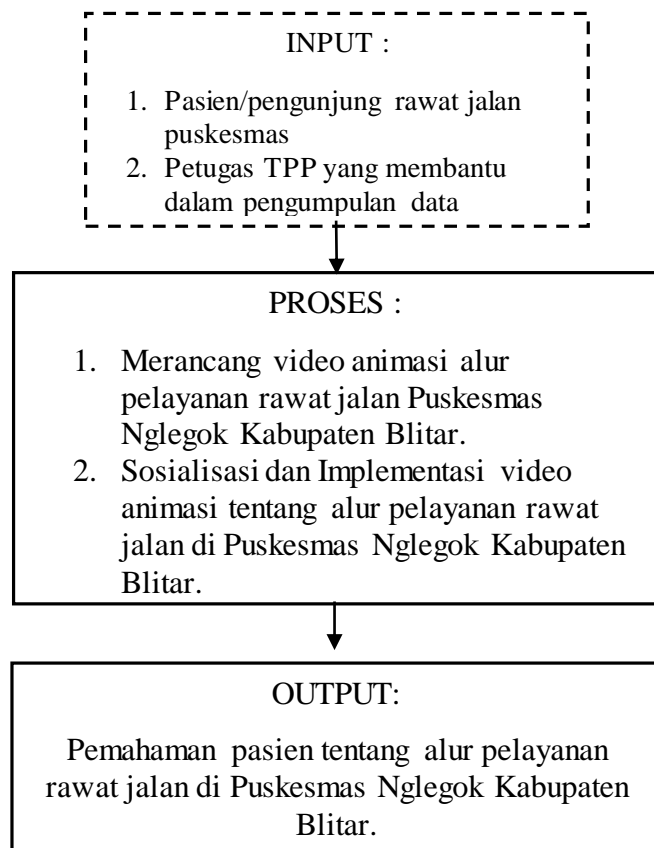 INPUT :
1. Pasien/pengunjung rawat jalan
puskesmas
2. Petugas TPP yang membantu
dalam pengumpulan data
PROSES :
1. Merancang video animasi alur
pelayanan rawat jalan Puskesmas
Nglegok Kabupaten Blitar.
2. Sosialisasi dan Implementasi video
animasi tentang alur pelayanan rawat
jalan di Puskesmas Nglegok Kabupaten
Blitar.
OUTPUT:
Pemahaman pasien tentang alur pelayanan
rawat jalan di Puskesmas Nglegok Kabupaten
Blitar.